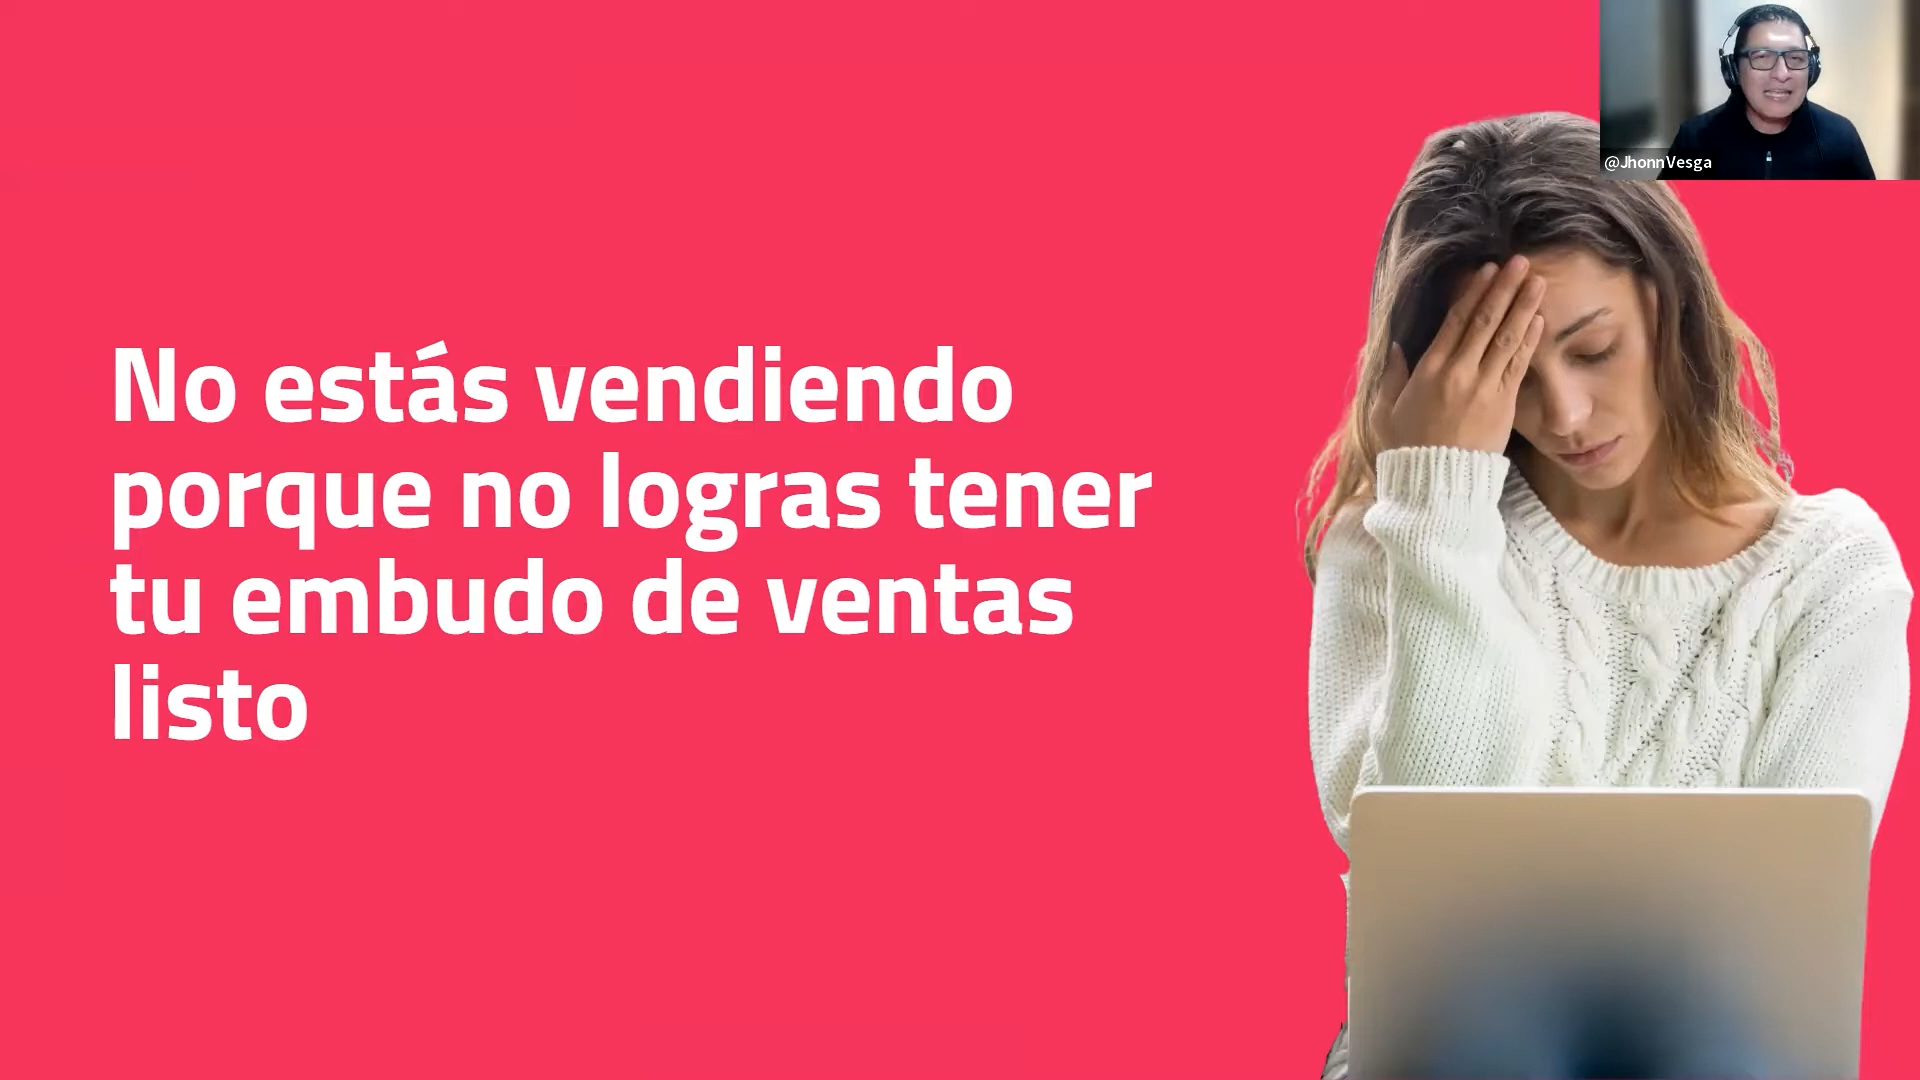 @JhonnVesga
No estás vendiendo
porque no logras tener
tu embudo de ventas
listo